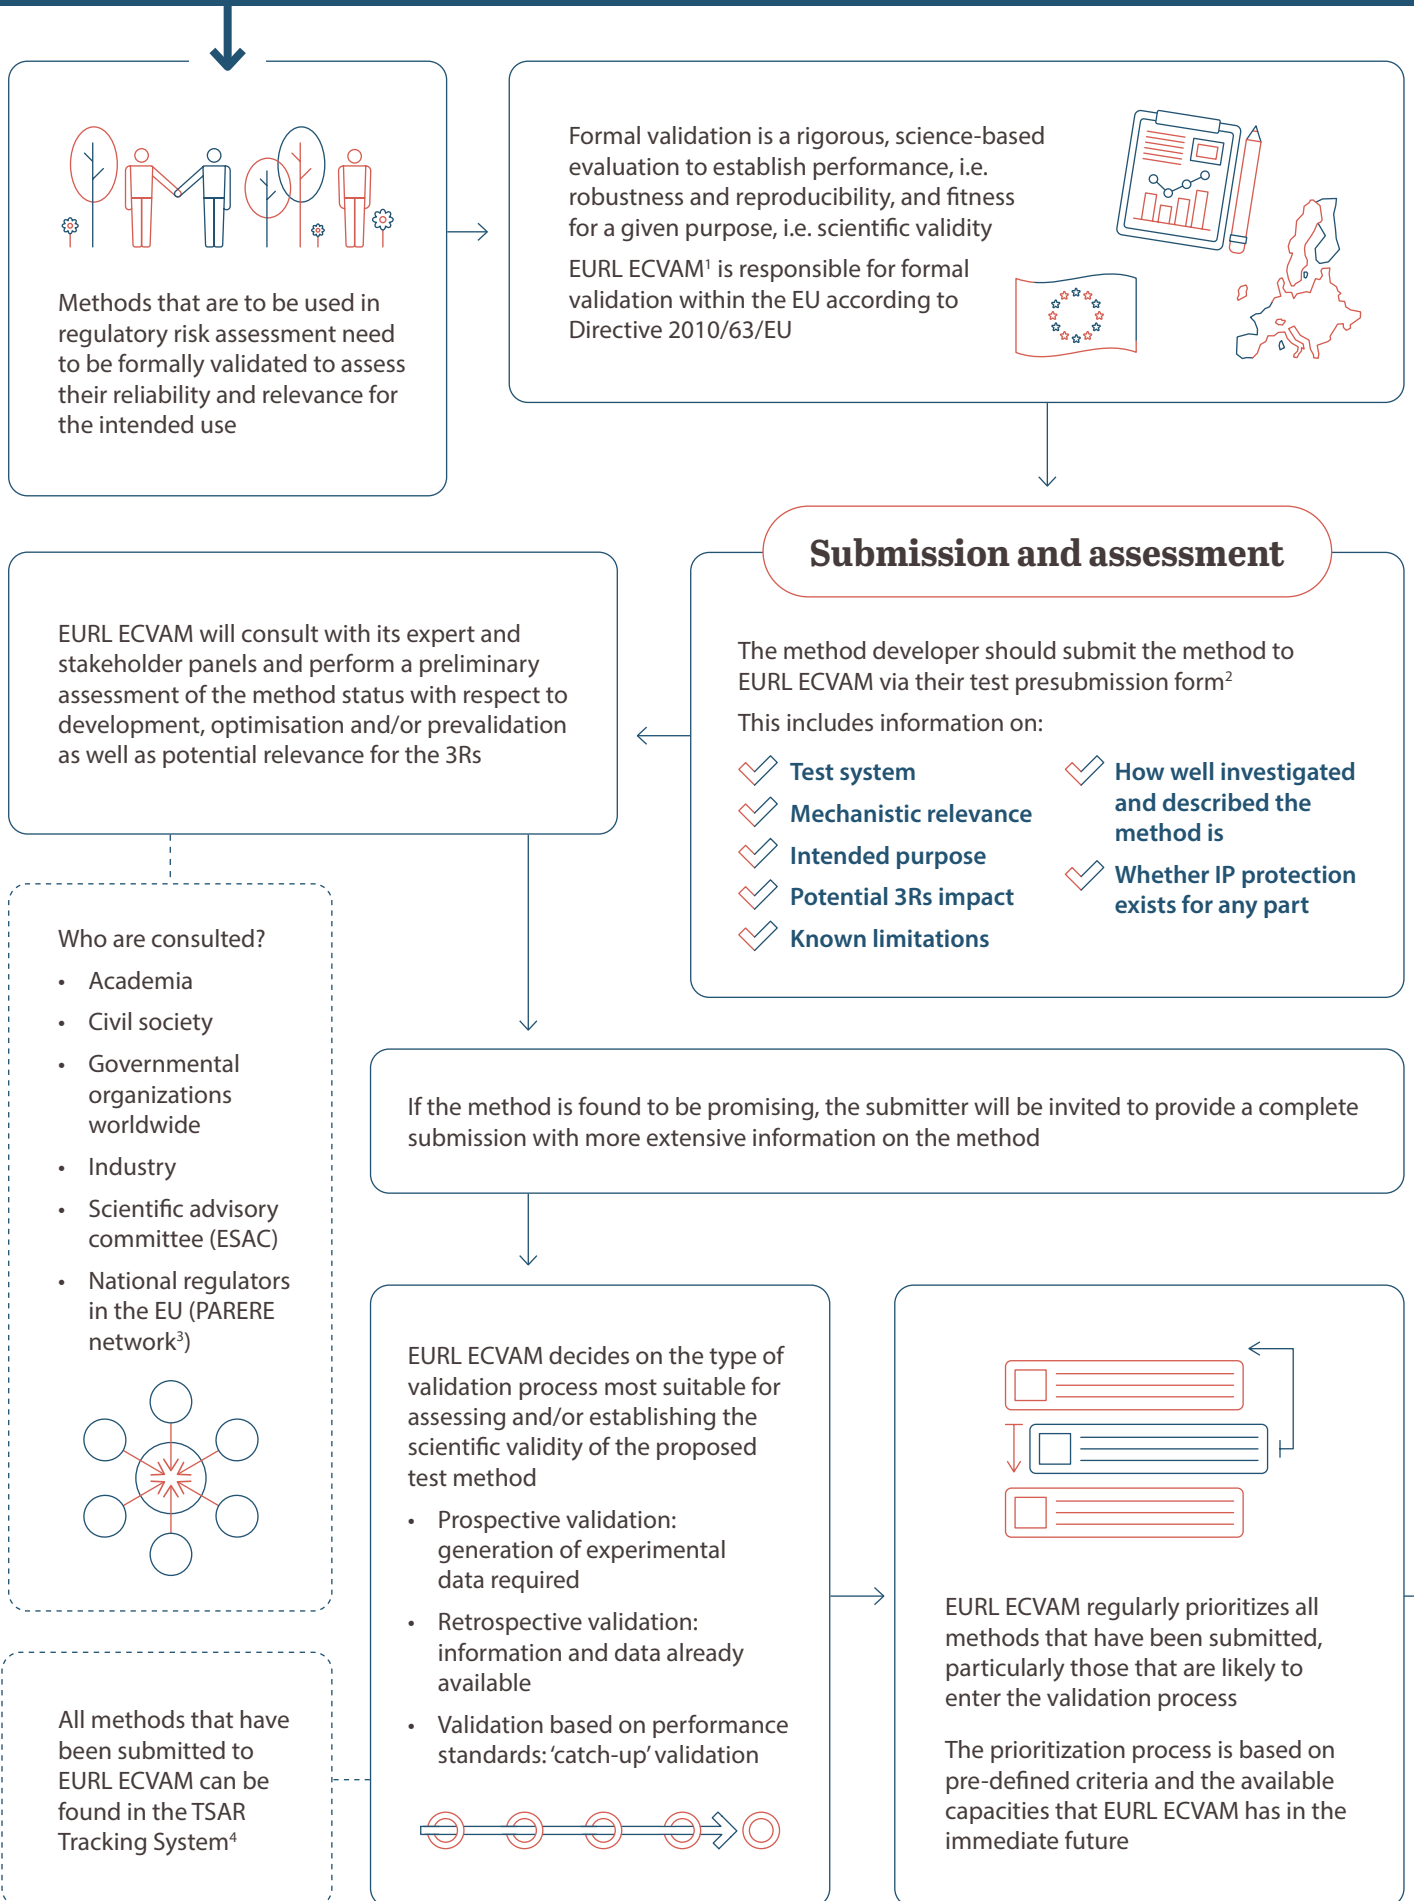 Methods that are to be used in
regulatory risk assessment need
to be formally validated to assess
their reliability and relevance for
the intended use
Formal validation is a rigorous, science-based
evaluation to establish performance, i.e.
robustness and reproducibility, and fitness
for a given purpose, i.e. scientific validity
EURL ECVAM¹ is responsible for formal
validation within the EU according to
Directive 2010/63/EU
Submission and assessment
The method developer should submit the method to
EURL ECVAM via their test presubmission form²
This includes information on:
Test system
Mechanistic relevance
Intended purpose
Potential 3Rs impact
Known limitations
How well investigated
and described the
method is
Whether IP protection
exists for any part
EURL ECVAM will consult with its expert and
stakeholder panels and perform a preliminary
assessment of the method status with respect to
development, optimisation and/or prevalidation
as well as potential relevance for the 3Rs
Who are consulted?
• Academia
• Civil society
• Governmental
organizations
worldwide
• Industry
• Scientific advisory
committee (ESAC)
• National regulators
in the EU (PARERE
network³)
If the method is found to be promising, the submitter will be invited to provide a complete
submission with more extensive information on the method
EURL ECVAM decides on the type of
validation process most suitable for
assessing and/or establishing the
scientific validity of the proposed
test method
• Prospective validation:
generation of experimental
data required
• Retrospective validation:
information and data already
available
• Validation based on performance
standards: ‘catch-up’ validation
All methods that have
been submitted to
EURL ECVAM can be
found in the TSAR
Tracking System⁴
EURL ECVAM regularly prioritizes all
methods that have been submitted,
particularly those that are likely to
enter the validation process
The prioritization process is based on
pre-defined criteria and the available
capacities that EURL ECVAM has in the
immediate future